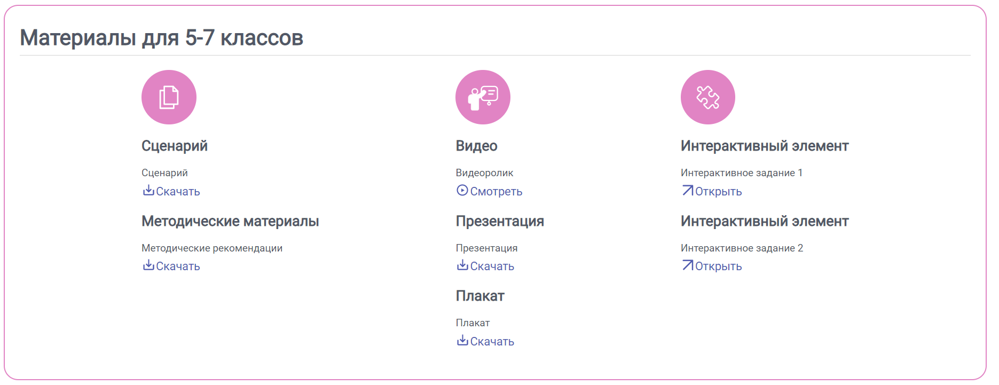 Материалы для 5-7 классов
Сценарий
Сценарий
Скачать
Методические материалы
Методические рекомендации
Скачать
Видео
Видеоролик
Смотреть
Презентация
Презентация
Скачать
Плакат
Плакат
Скачать
Интерактивный элемент
Интерактивное задание 1
Открыть
Интерактивный элемент
Интерактивное задание 2
Открыть